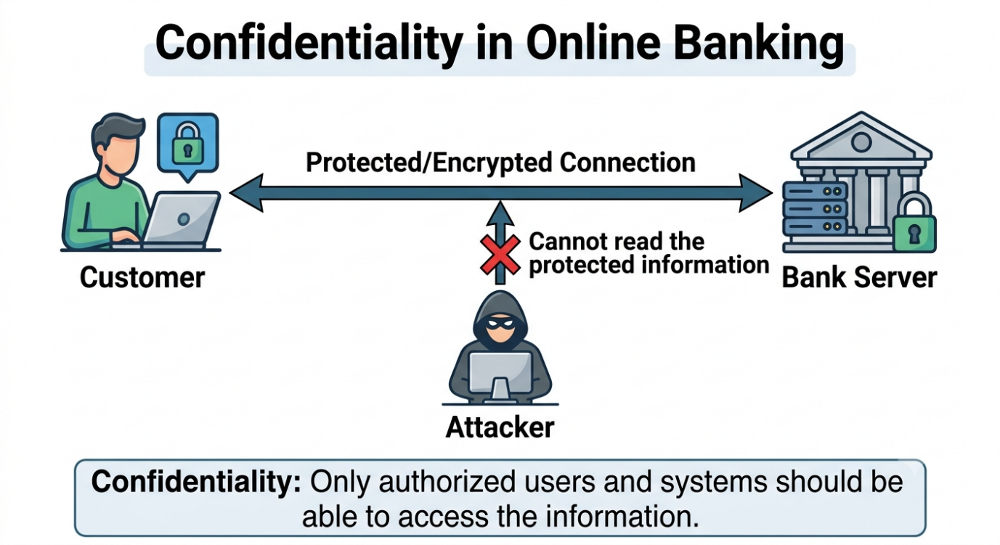 Confidentiality in Online Banking
Protected/Encrypted Connection
Cannot read the
protected information
Customer
Bank Server
Attacker
Confidentiality: Only authorized users and systems should be
able to access the information.